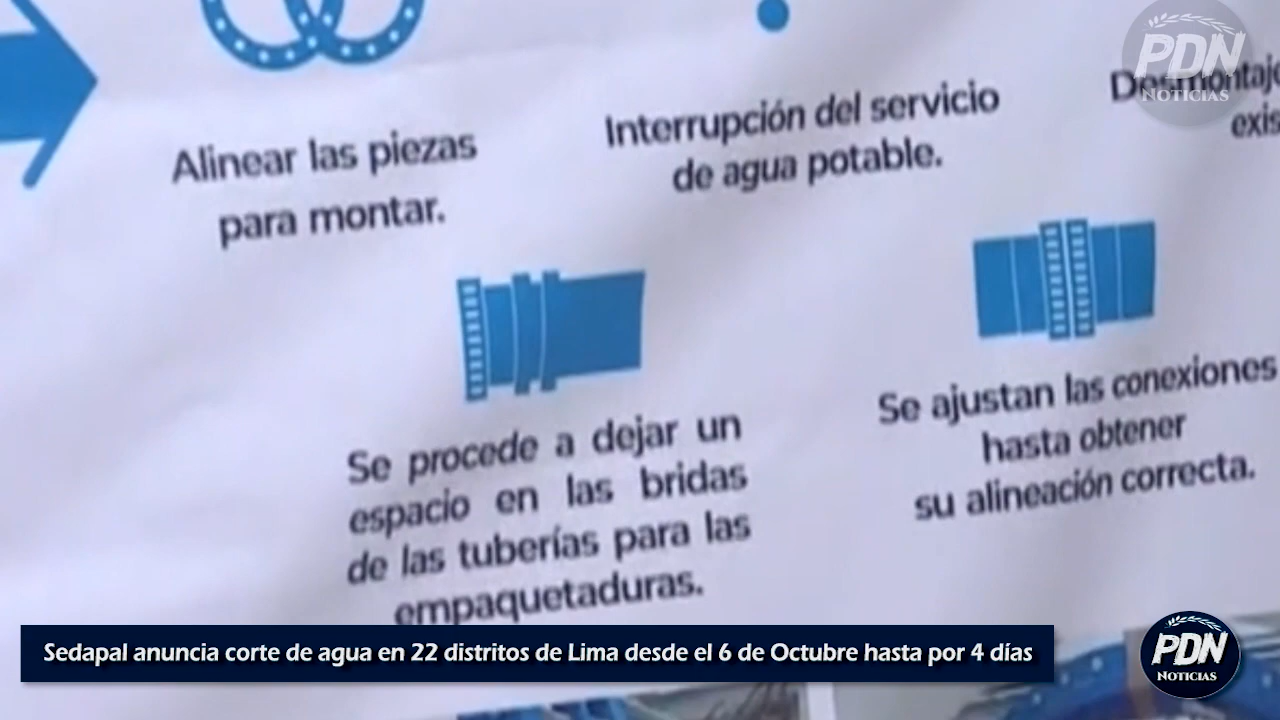 PDN
NOTICIAS
Alinear las piezas
para montar.
Interrupción del servicio
de agua potable.
Desmontaje
Se procede a dejar un
espacio en las bridas
de las tuberías para las
empaquetaduras.
Se ajustan las conexiones
hasta obtener
su alineación correcta.
Sedapal anuncia corte de agua en 22 distritos de Lima desde el 6 de Octubre hasta por 4 días
PDN
NOTICIAS